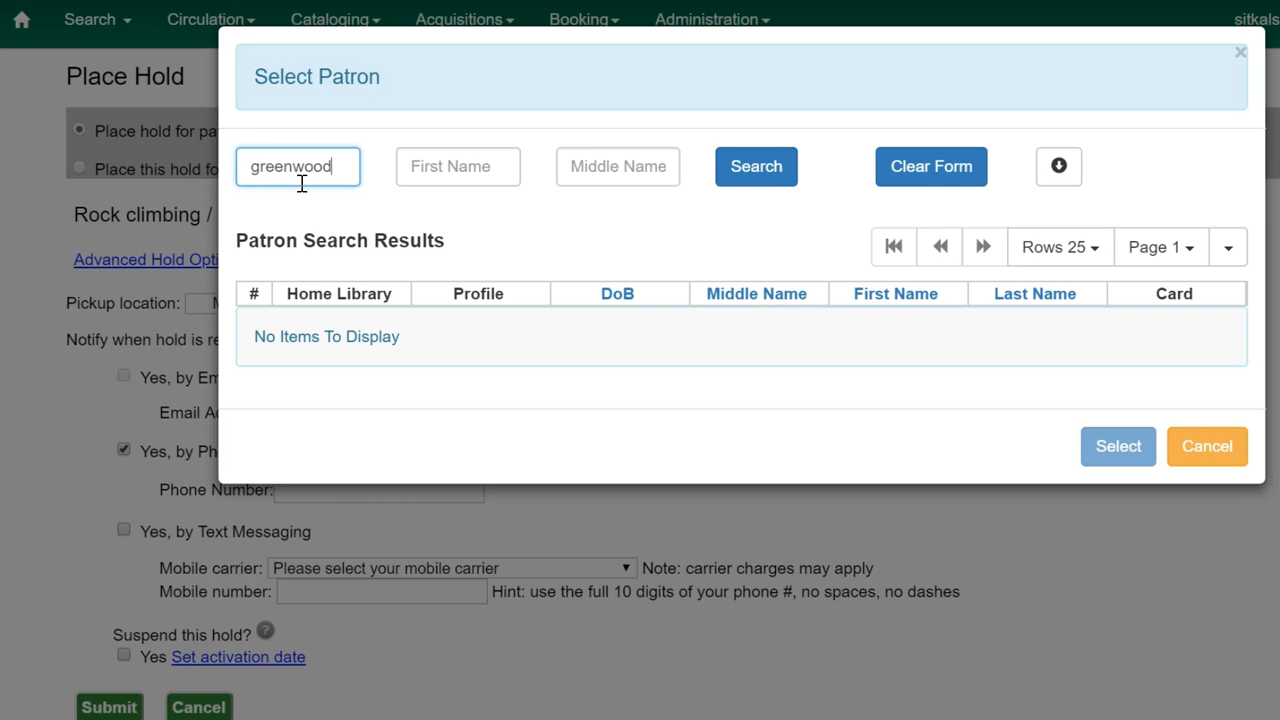 Search Circulation Cataloging Acquisitions Booking Administration sitkals
Place Hold
Select Patron
×
Place hold for pa
Place this hold fo
greenwood First Name Middle Name Search Clear Form
Rock climbing /
Patron Search Results
Rows 25 Page 1
Advanced Hold Opti
# Home Library Profile DoB Middle Name First Name Last Name Card
Pickup location:
No Items To Display
Notify when hold is re
Yes, by Em
Email Ad
Yes, by Ph
Select Cancel
Phone Number:
Yes, by Text Messaging
Mobile carrier: Please select your mobile carrier Note: carrier charges may apply
Mobile number: Hint: use the full 10 digits of your phone #, no spaces, no dashes
Suspend this hold? ?
Yes Set activation date
Submit Cancel